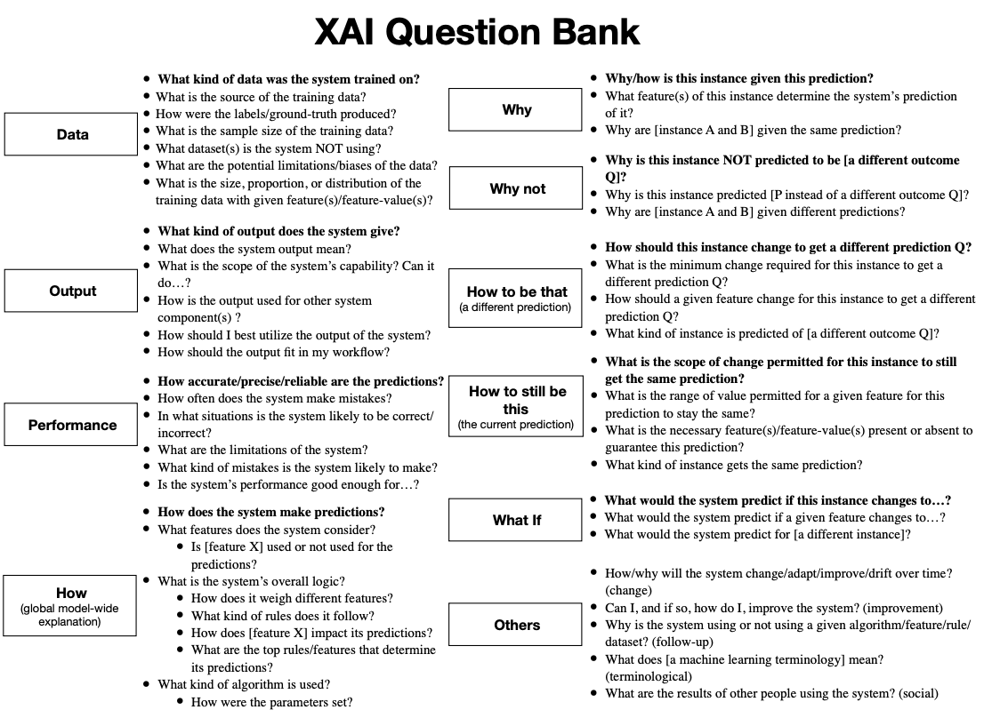 XAI Question Bank
Data
• What kind of data was the system trained on?
• What is the source of the training data?
• How were the labels/ground-truth produced?
• What is the sample size of the training data?
• What dataset(s) is the system NOT using?
• What are the potential limitations/biases of the data?
• What is the size, proportion, or distribution of the
training data with given feature(s)/feature-value(s)?
Output
• What kind of output does the system give?
• What does the system output mean?
• What is the scope of the system's capability? Can it
do…?
• How is the output used for other system
component(s) ?
• How should I best utilize the output of the system?
• How should the output fit in my workflow?
Performance
• How accurate/precise/reliable are the predictions?
• How often does the system make mistakes?
• In what situations is the system likely to be correct/
incorrect?
• What are the limitations of the system?
• What kind of mistakes is the system likely to make?
• Is the system's performance good enough for…?
How
(global model-wide
explanation)
• How does the system make predictions?
• What features does the system consider?
• Is [feature X] used or not used for the
predictions?
• What is the system's overall logic?
• How does it weigh different features?
• What kind of rules does it follow?
• How does [feature X] impact its predictions?
• What are the top rules/features that determine
its predictions?
• What kind of algorithm is used?
• How were the parameters set?
Why
• Why/how is this instance given this prediction?
• What feature(s) of this instance determine the system's prediction
of it?
• Why are [instance A and B] given the same prediction?
Why not
• Why is this instance NOT predicted to be [a different outcome
Q]?
• Why is this instance predicted [P instead of a different outcome Q]?
• Why are [instance A and B] given different predictions?
How to be that
(a different prediction)
• How should this instance change to get a different prediction Q?
• What is the minimum change required for this instance to get a
different prediction Q?
• How should a given feature change for this instance to get a different
prediction Q?
• What kind of instance is predicted of [a different outcome Q]?
How to still be
this
(the current prediction)
• What is the scope of change permitted for this instance to still
get the same prediction?
• What is the range of value permitted for a given feature for this
prediction to stay the same?
• What is the necessary feature(s)/feature-value(s) present or absent to
guarantee this prediction?
• What kind of instance gets the same prediction?
What If
• What would the system predict if this instance changes to…?
• What would the system predict if a given feature changes to…?
• What would the system predict for [a different instance]?
Others
• How/why will the system change/adapt/improve/drift over time?
(change)
• Can I, and if so, how do I, improve the system? (improvement)
• Why is the system using or not using a given algorithm/feature/rule/
dataset? (follow-up)
• What does [a machine learning terminology] mean?
(terminological)
• What are the results of other people using the system? (social)